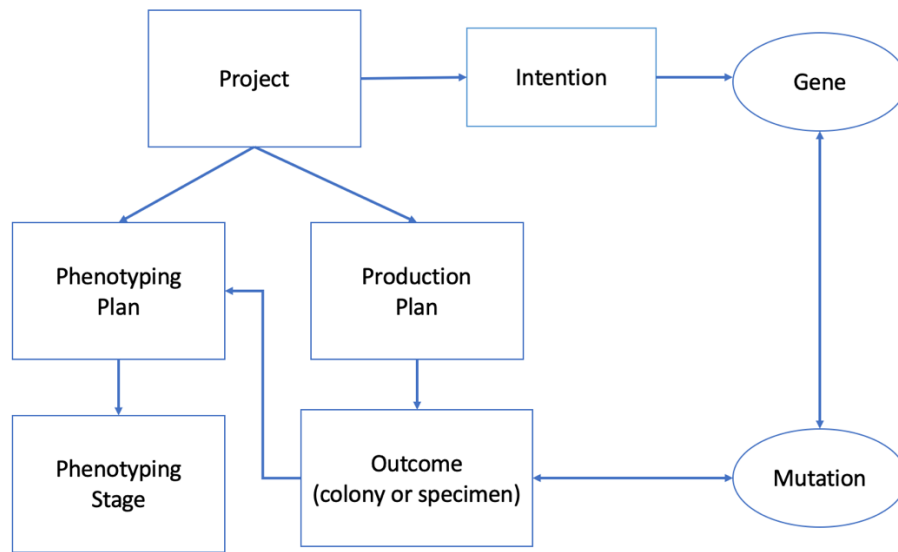 Project
Intention
Gene
Phenotyping
Plan
Production
Plan
Phenotyping
Stage
Outcome
(colony or specimen)
Mutation